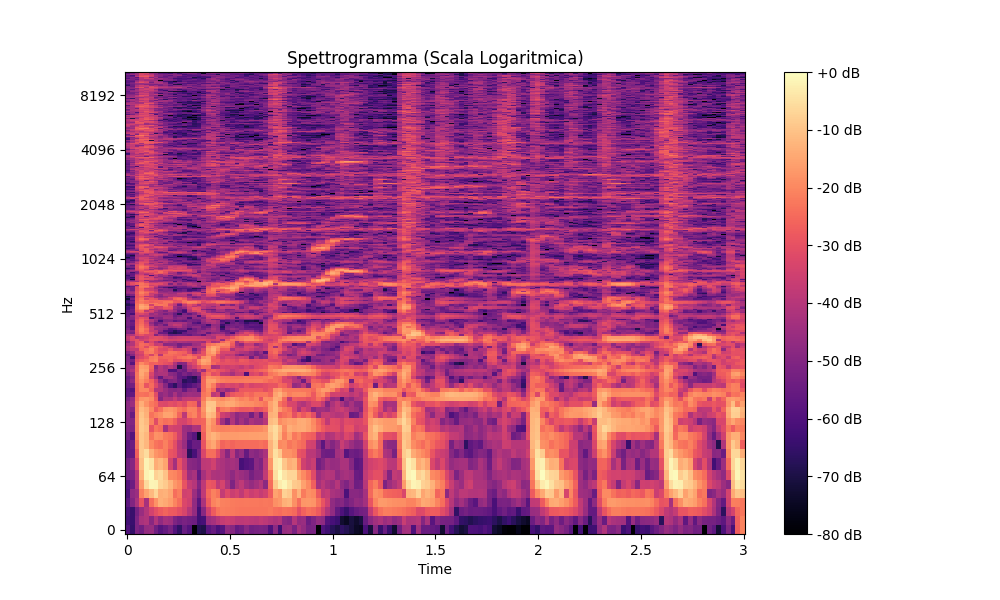 Spettrogramma (Scala Logaritmica)
Hz
8192
4096
2048
1024
512
256
128
64
0
0
0.5
1
1.5
2
2.5
3
Time
+0 dB
-10 dB
-20 dB
-30 dB
-40 dB
-50 dB
-60 dB
-70 dB
-80 dB